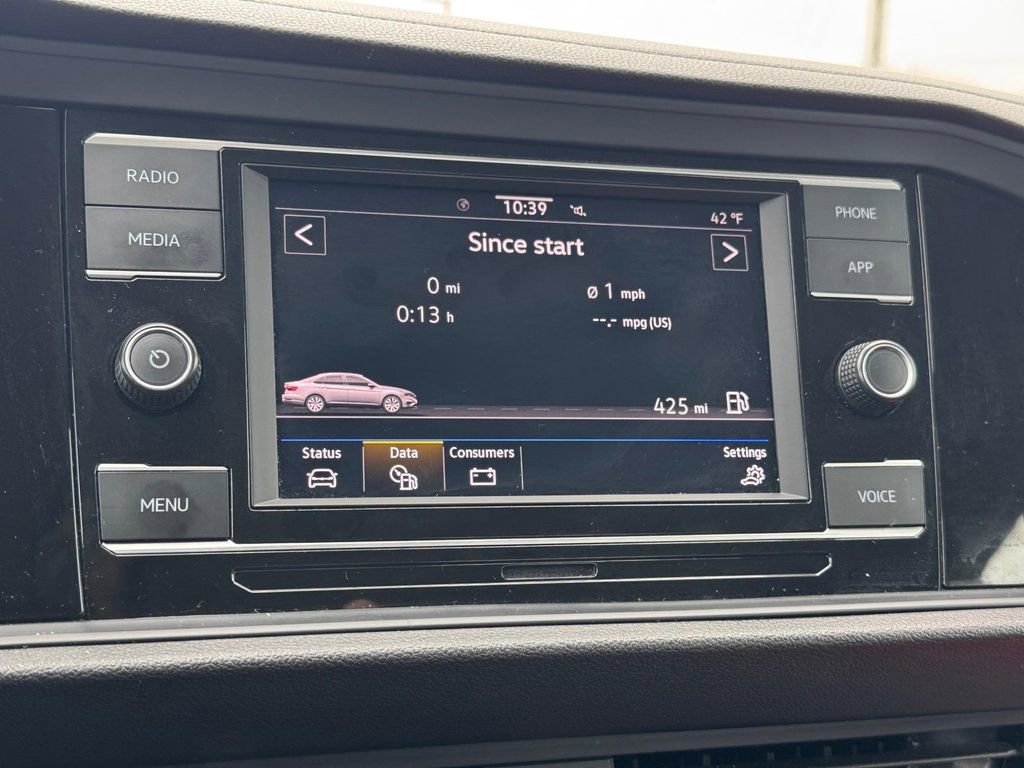 RADIO
MEDIA
MENU
10:39
42 °F
<
Since start
>
0 mi
ø 1 mph
0:13 h
--.- mpg (US)
425 mi
Status
Data
Consumers
Settings
PHONE
APP
VOICE